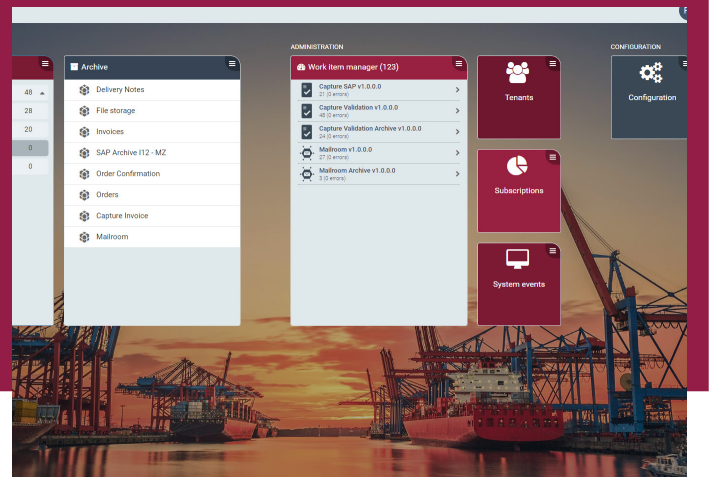 ADMINISTRATION
CONFIGURATION
48
28
20
0
0
Archive
Delivery Notes
File storage
Invoices
SAP Archive I12 - MZ
Order Confirmation
Orders
Capture Invoice
Mailroom
Work item manager (123)
Capture SAP v1.0.0.0
21 (0 errors)
Capture Validation v1.0.0.0
48 (0 errors)
Capture Validation Archive v1.0.0.0
24 (0 errors)
Mailroom v1.0.0.0
27 (0 errors)
Mailroom Archive v1.0.0.0
3 (0 errors)
Tenants
Subscriptions
System events
Configuration